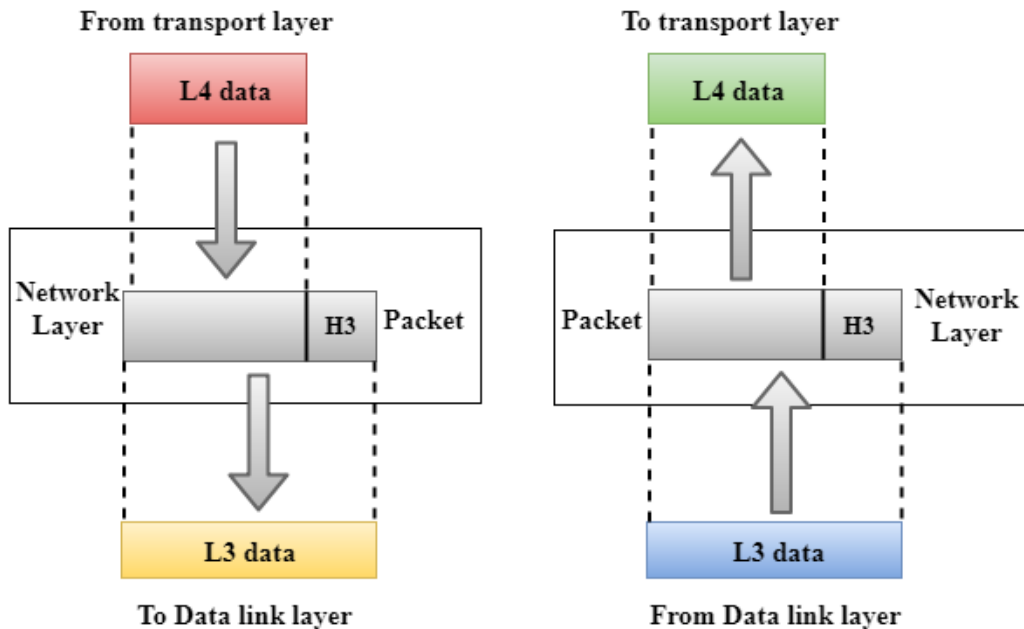 From transport layer
L4 data
Network
Layer
H3
Packet
L3 data
To Data link layer
To transport layer
L4 data
Packet
H3
Network
Layer
L3 data
From Data link layer